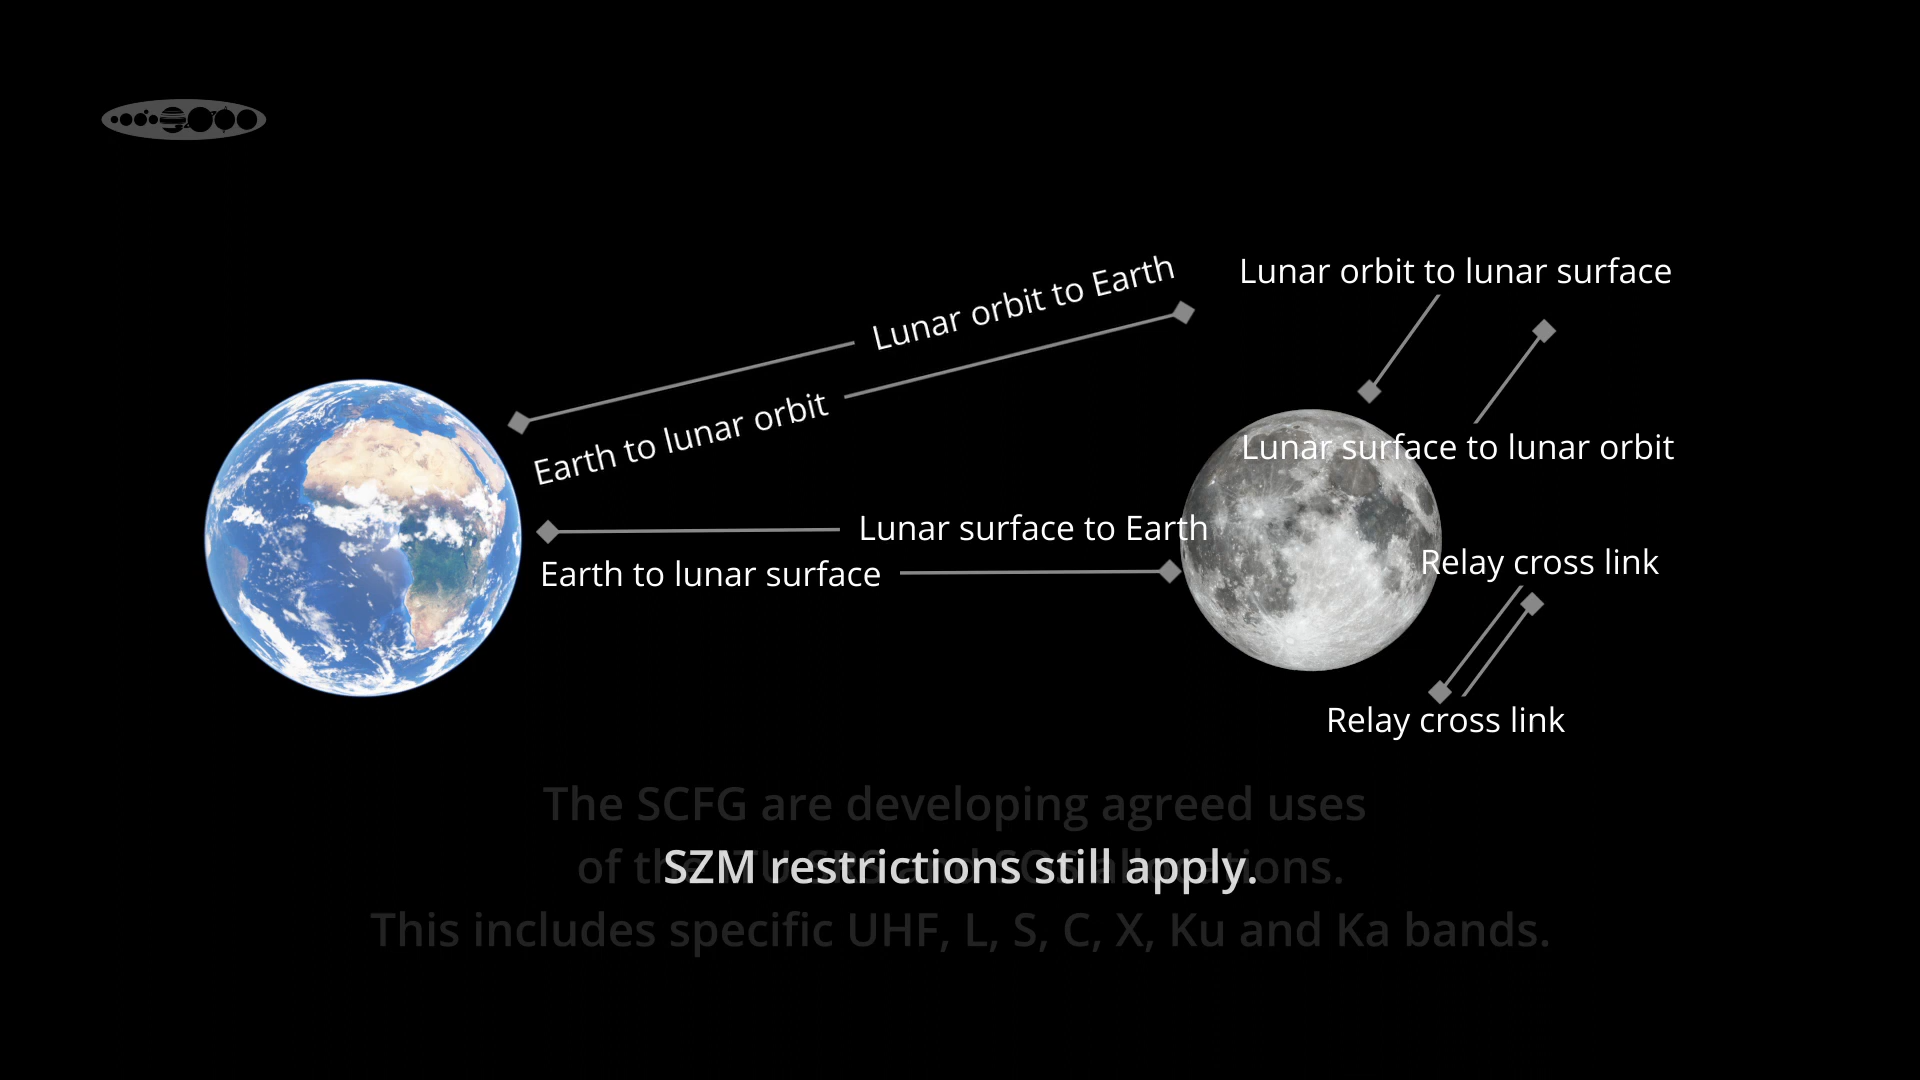 Lunar orbit to Earth
Earth to lunar orbit
Lunar orbit to lunar surface
Lunar surface to lunar orbit
Lunar surface to Earth
Earth to lunar surface
Relay cross link
Relay cross link
The SCFG are developing agreed uses
SZM restrictions still apply.
This includes specific UHF, L, S, C, X, Ku and Ka bands.